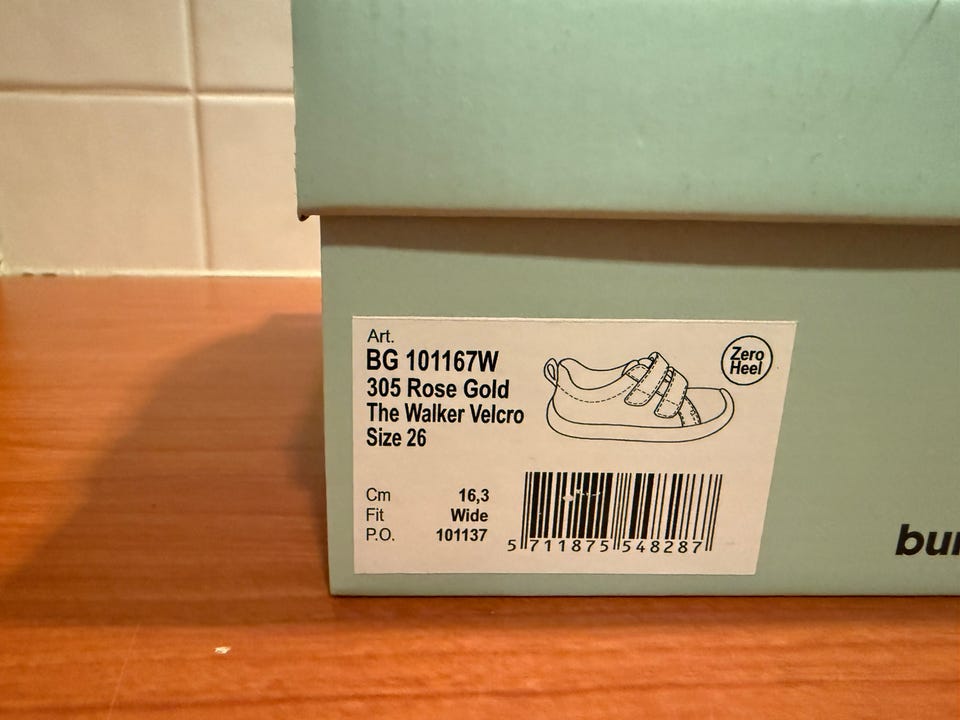 Art.
BG 101167W
305 Rose Gold
The Walker Velcro
Size 26
Zero
Heel
Cm 16,3
Fit Wide
P.O. 101137
5 711875 548287